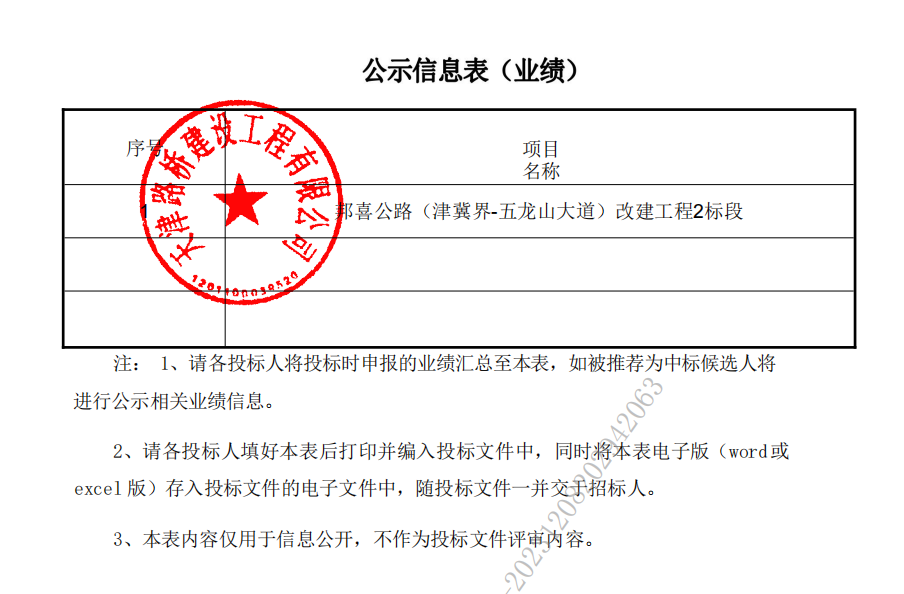 公示信息表（业绩）
序号
项目
名称
天津路桥建设工程有限公司
1
邦喜公路（津冀界-五龙山大道）改建工程2标段
注： 1、请各投标人将投标时申报的业绩汇总至本表，如被推荐为中标候选人将
进行公示相关业绩信息。
2、请各投标人填好本表后打印并编入投标文件中，同时将本表电子版（word或
excel版）存入投标文件的电子文件中，随投标文件一并交于招标人。
3、本表内容仅用于信息公开，不作为投标文件评审内容。